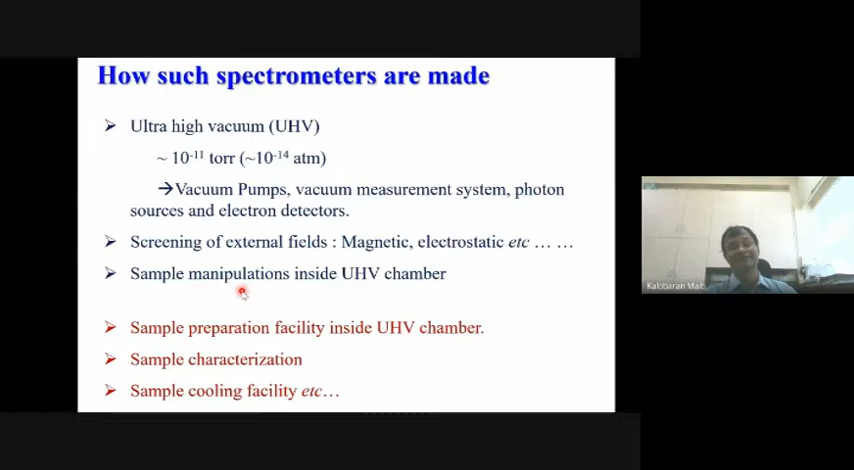 How such spectrometers are made
➢ Ultra high vacuum (UHV)
~ 10⁻¹¹ torr (~10⁻¹⁴ atm)
→Vacuum Pumps, vacuum measurement system, photon
sources and electron detectors.
➢ Screening of external fields : Magnetic, electrostatic etc … …
➢ Sample manipulations inside UHV chamber
➢ Sample preparation facility inside UHV chamber.
➢ Sample characterization
➢ Sample cooling facility etc…
Kalobaran Maiti